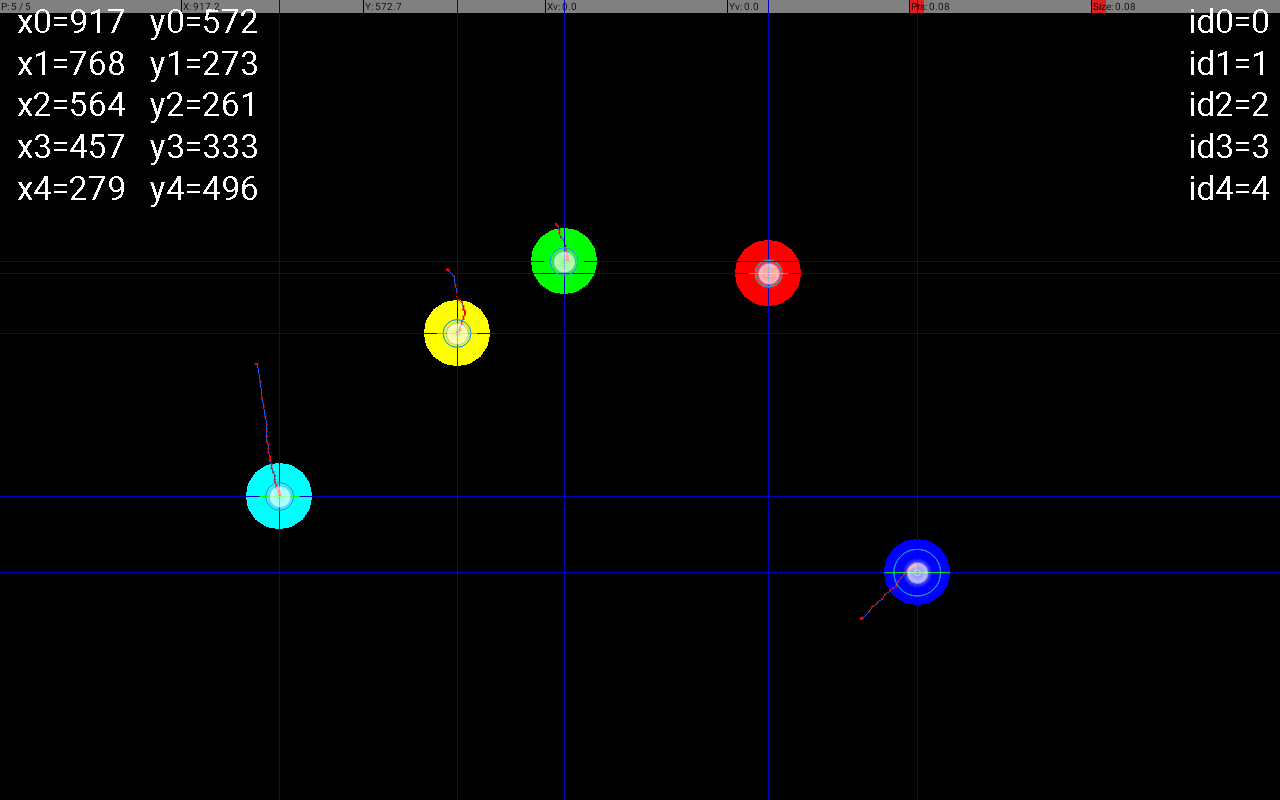 P: 5 / 5 X: 917.2 Y: 572.7 Xv: 0.0 Yv: 0.0 Prs: 0.08 Size: 0.08
x0=917 y0=572 id0=0
x1=768 y1=273 id1=1
x2=564 y2=261 id2=2
x3=457 y3=333 id3=3
x4=279 y4=496 id4=4